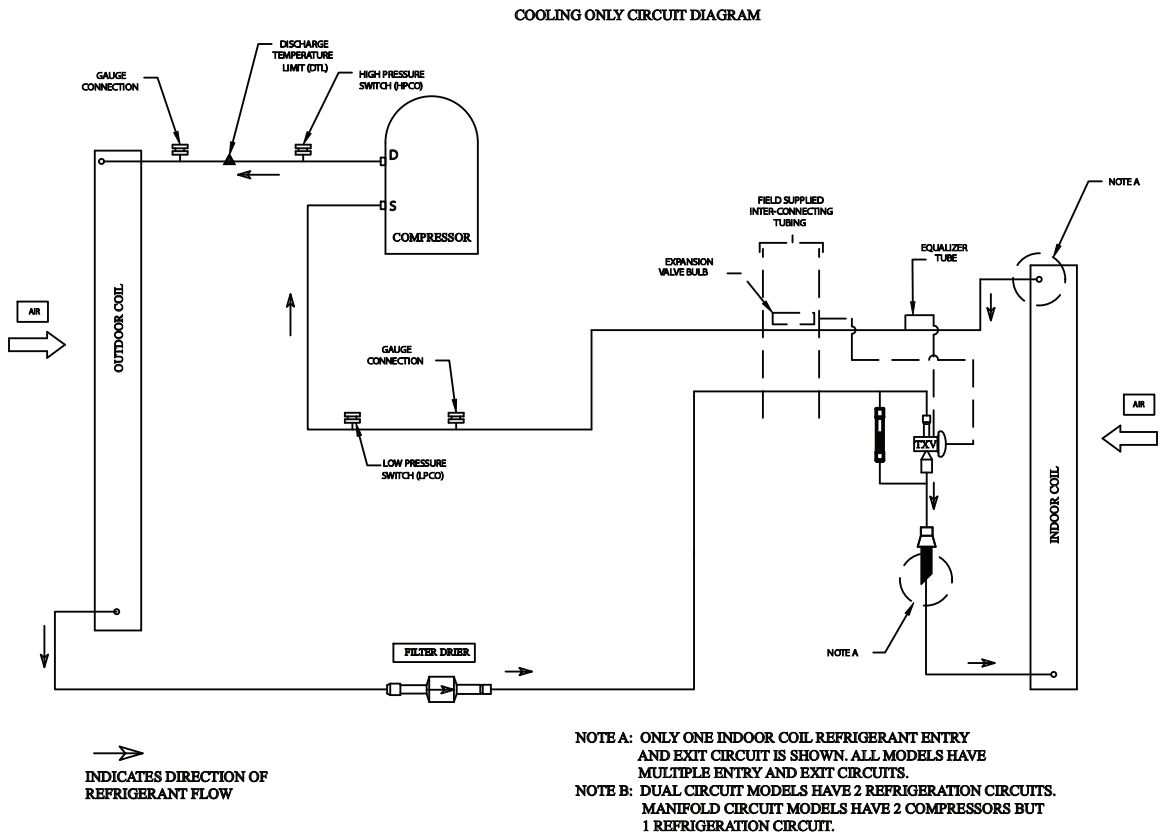 COOLING ONLY CIRCUIT DIAGRAM
DISCHARGE
TEMPERATURE
LIMIT (DTL)
GAUGE
CONNECTION
HIGH PRESSURE
SWITCH (HPCO)
D
S
COMPRESSOR
NOTE A
FIELD SUPPLIED
INTER-CONNECTING
TUBING
EQUALIZER
TUBE
EXPANSION
VALVE BULB
AIR
OUTDOOR COIL
GAUGE
CONNECTION
AIR
TXV
LOW PRESSURE
SWITCH (LPCO)
INDOOR COIL
FILTER DRIER
NOTE A
INDICATES DIRECTION OF
REFRIGERANT FLOW
NOTE A: ONLY ONE INDOOR COIL REFRIGERANT ENTRY
AND EXIT CIRCUIT IS SHOWN. ALL MODELS HAVE
MULTIPLE ENTRY AND EXIT CIRCUITS.
NOTE B: DUAL CIRCUIT MODELS HAVE 2 REFRIGERATION CIRCUITS.
MANIFOLD CIRCUIT MODELS HAVE 2 COMPRESSORS BUT
1 REFRIGERATION CIRCUIT.